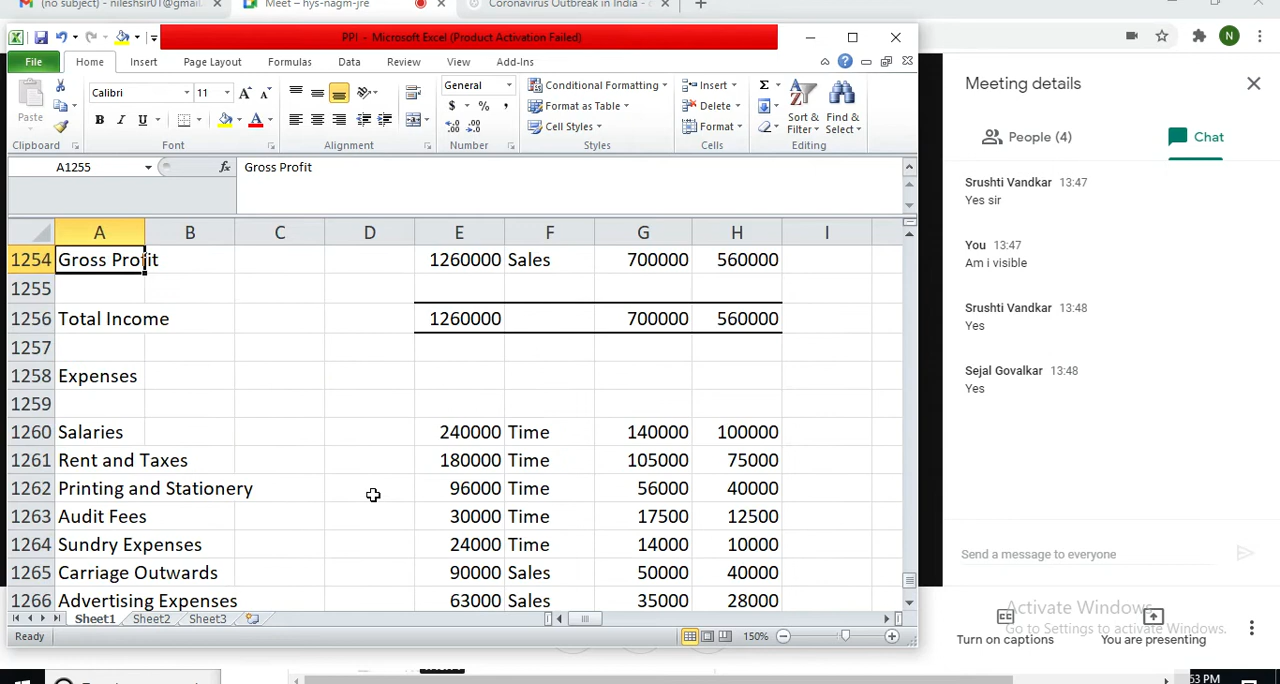 (no subject) - nileshsir01@gmail.
Meet – hys-nagm-jre
Coronavirus Outbreak in India -
PPI - Microsoft Excel (Product Activation Failed)
File Home Insert Page Layout Formulas Data Review View Add-Ins
Paste
Calibri 11
B I U
General
$ % ,
Conditional Formatting
Format as Table
Cell Styles
Insert
Delete
Format
Sort & Filter
Find & Select
Clipboard Font Alignment Number Styles Cells Editing
A1255 fx Gross Profit
A B C D E F G H I
1254 Gross Profit 1260000 Sales 700000 560000
1255
1256 Total Income 1260000 700000 560000
1257
1258 Expenses
1259
1260 Salaries 240000 Time 140000 100000
1261 Rent and Taxes 180000 Time 105000 75000
1262 Printing and Stationery 96000 Time 56000 40000
1263 Audit Fees 30000 Time 17500 12500
1264 Sundry Expenses 24000 Time 14000 10000
1265 Carriage Outwards 90000 Sales 50000 40000
1266 Advertising Expenses 63000 Sales 35000 28000
Sheet1 Sheet2 Sheet3
Ready 150%
N
Meeting details
People (4) Chat
Srushti Vandkar 13:47
Yes sir
You 13:47
Am i visible
Srushti Vandkar 13:48
Yes
Sejal Govalkar 13:48
Yes
Send a message to everyone
Activate Windows
Go to Settings to activate Windows.
Turn on captions
You are presenting
53 PM